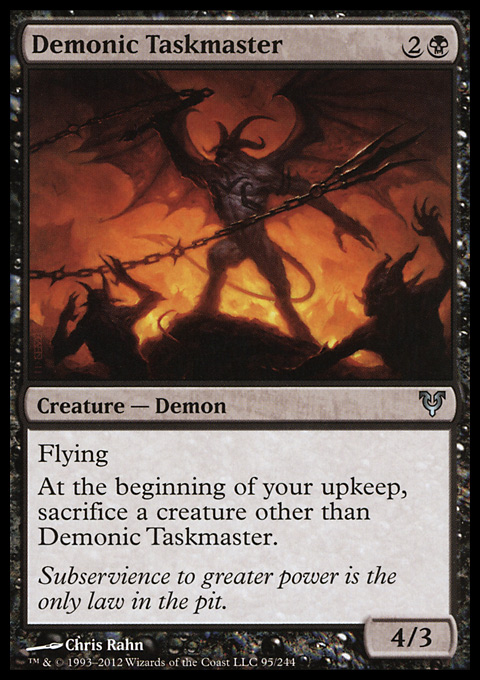 Demonic Taskmaster 2
Creature — Demon
Flying
At the beginning of your upkeep,
sacrifice a creature other than
Demonic Taskmaster.
Subservience to greater power is the
only law in the pit.
Chris Rahn
4/3
™ & © 1993–2012 Wizards of the Coast LLC 95/244